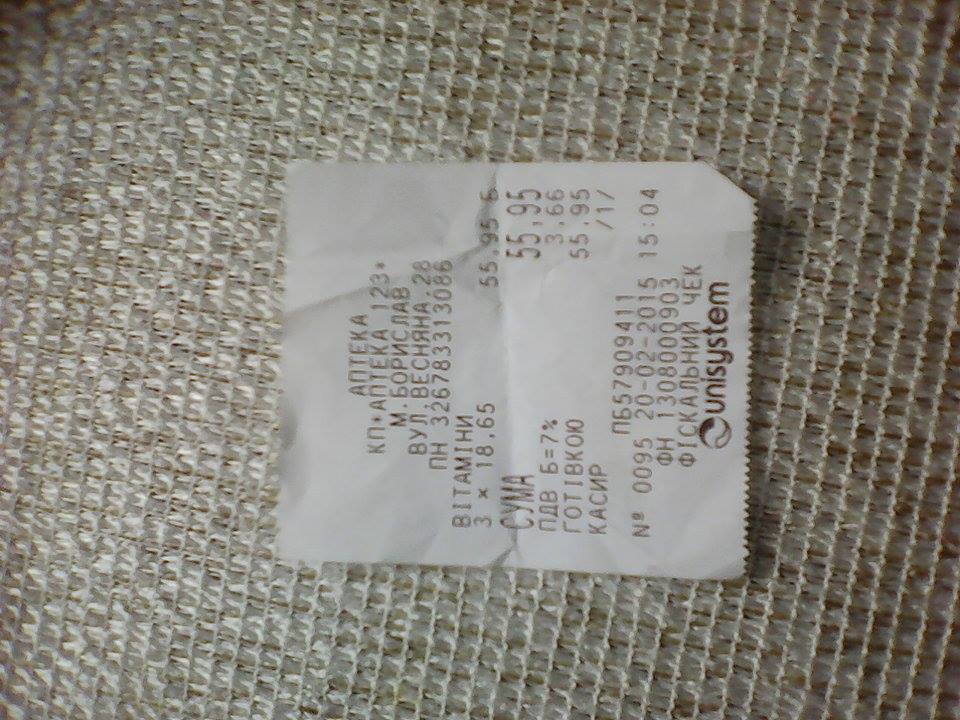 АПТЕКА
КП*АПТЕКА 123*
М.БОРИСЛАВ
ВУЛ.ВЕСНЯНА 28
ПН 326783313086
ВІТАМІНИ
3 x 18.65 55,95 Б
СУМА 55,95
ПДВ Б=7% 3,66
ГОТІВКОЮ 55,95
КАСИР /1/
ПБ57909411
№ 0095 20-02-2015 15:04
ФН 1308000903
ФІСКАЛЬНИЙ ЧЕК
unisystem